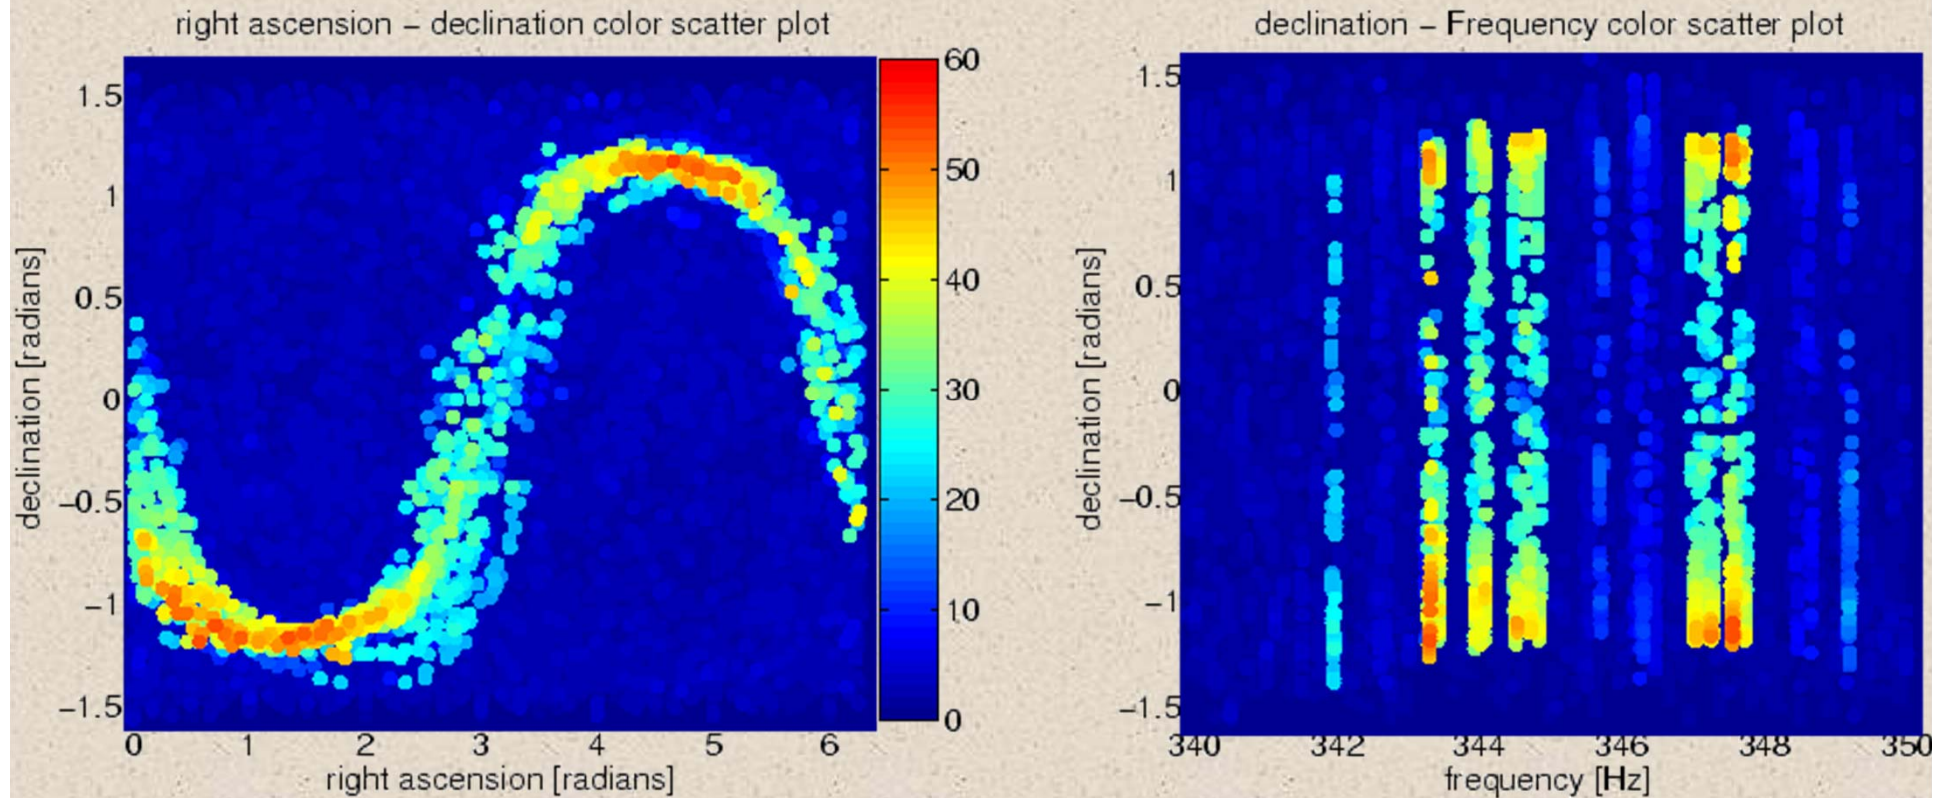 right ascension − declination color scatter plot
1.5
1
0.5
0
−0.5
−1
−1.5
declination [radians]
0 1 2 3 4 5 6
right ascension [radians]
60
50
40
30
20
10
0
declination − Frequency color scatter plot
1.5
1
0.5
0
−0.5
−1
−1.5
declination [radians]
340 342 344 346 348 350
frequency [Hz]